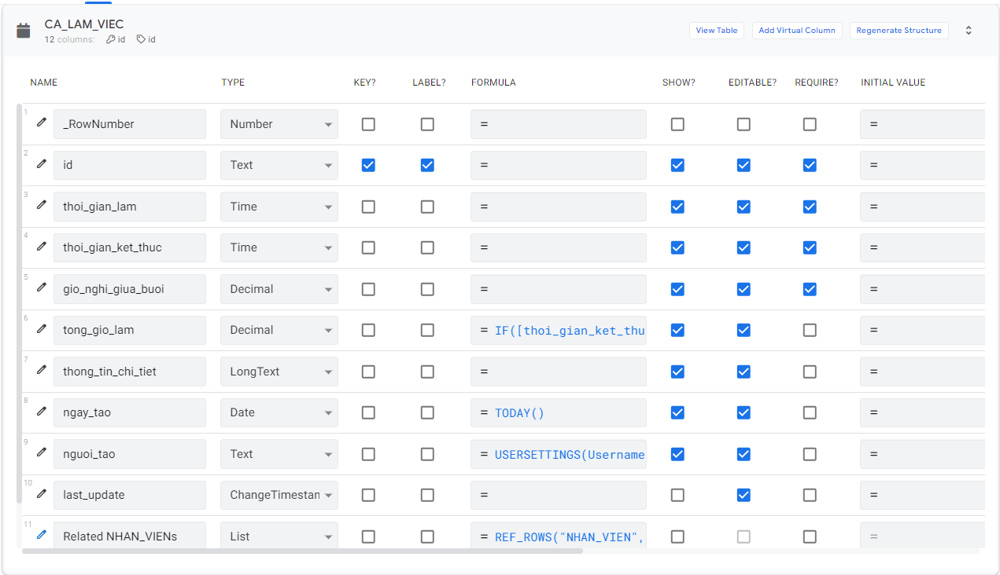 CA_LAM_VIEC
12 columns: id id
View Table Add Virtual Column Regenerate Structure
NAME TYPE KEY? LABEL? FORMULA SHOW? EDITABLE? REQUIRE? INITIAL VALUE
1 _RowNumber Number = =
2 id Text = =
3 thoi_gian_lam Time = =
4 thoi_gian_ket_thuc Time = =
5 gio_nghi_giua_buoi Decimal = =
6 tong_gio_lam Decimal = IF([thoi_gian_ket_thu =
7 thong_tin_chi_tiet LongText = =
8 ngay_tao Date = TODAY() =
9 nguoi_tao Text = USERSETTINGS(Username =
10 last_update ChangeTimestan = =
11 Related NHAN_VIENs List = REF_ROWS("NHAN_VIEN", =